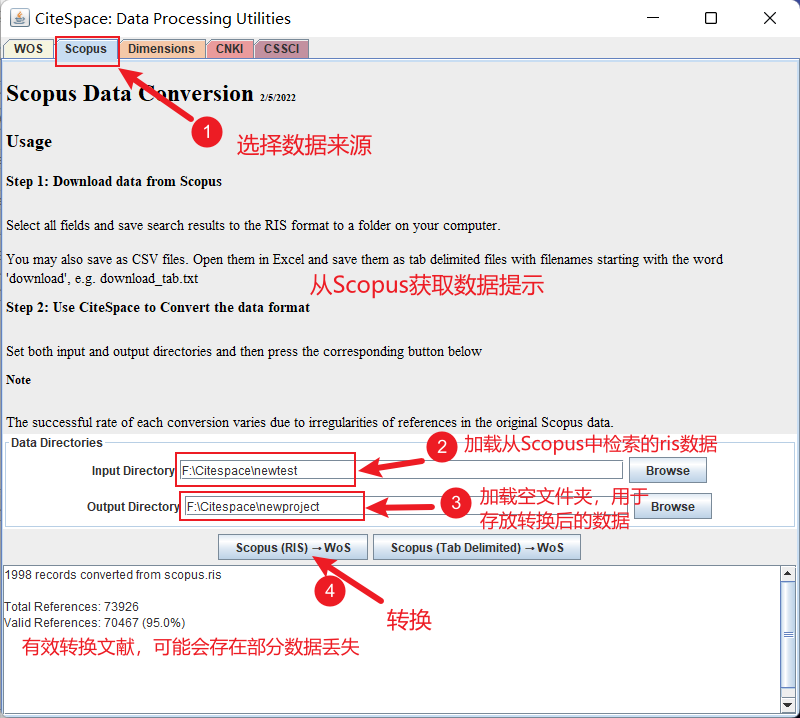 CiteSpace: Data Processing Utilities
WOS Scopus Dimensions CNKI CSSCI
Scopus Data Conversion 2/5/2022
1 选择数据来源
Usage
Step 1: Download data from Scopus
Select all fields and save search results to the RIS format to a folder on your computer.
You may also save as CSV files. Open them in Excel and save them as tab delimited files with filenames starting with the word
'download', e.g. download_tab.txt
从Scopus获取数据提示
Step 2: Use CiteSpace to Convert the data format
Set both input and output directories and then press the corresponding button below
Note
The successful rate of each conversion varies due to irregularities of references in the original Scopus data.
Data Directories
2 加载从Scopus中检索的ris数据
Input Directory F:\Citespace\newtest Browse
3 加载空文件夹，用于
存放转换后的数据
Output Directory F:\Citespace\newproject Browse
Scopus (RIS) → WoS Scopus (Tab Delimited) → WoS
1998 records converted from scopus.ris
4 转换
Total References: 73926
Valid References: 70467 (95.0%)
有效转换文献，可能会存在部分数据丢失